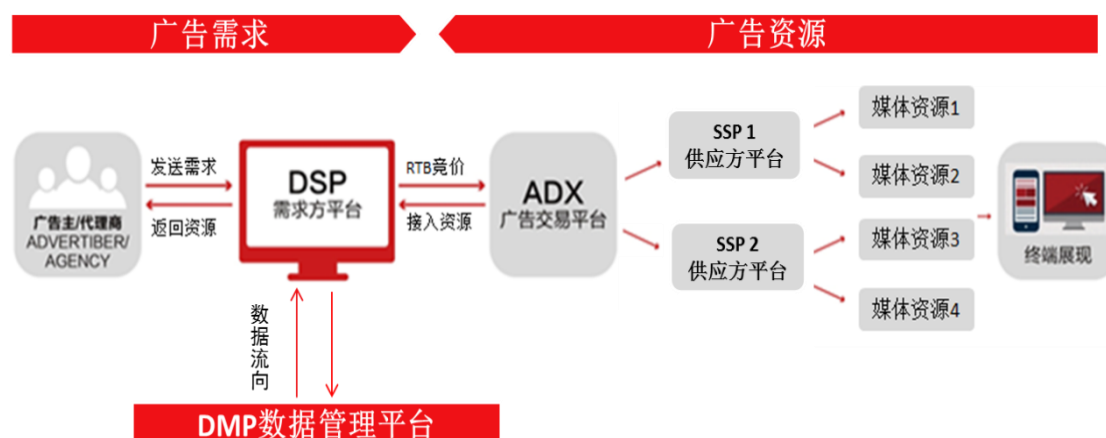 广告需求
广告资源
广告主/代理商
ADVERTIBER/
AGENCY
发送需求
返回资源
DSP
需求方平台
RTB竟价
接入资源
ADX
广告交易平台
SSP 1
供应方平台
SSP 2
供应方平台
媒体资源1
媒体资源2
媒体资源3
媒体资源4
终端展现
数据流向
DMP数据管理平台